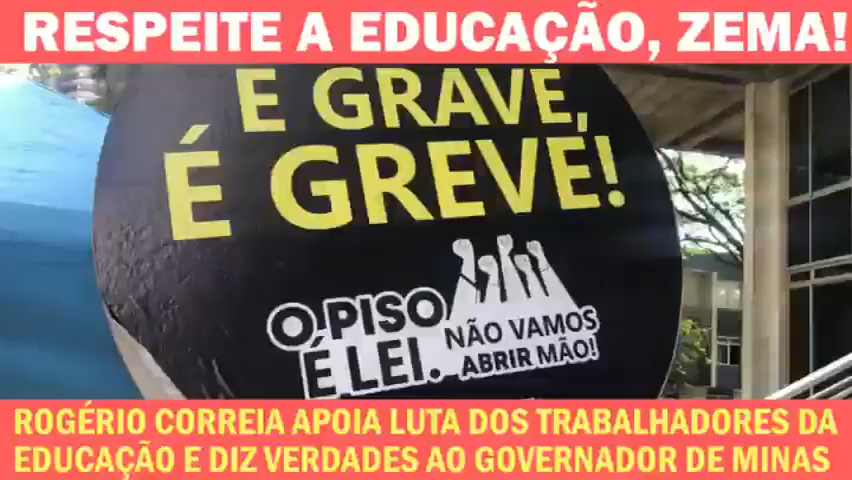 RESPEITE A EDUCAÇÃO, ZEMA!
É GRAVE,
É GREVE!
O PISO
É LEI.
NÃO VAMOS
ABRIR MÃO!
ROGÉRIO CORREIA APOIA LUTA DOS TRABALHADORES DA
EDUCAÇÃO E DIZ VERDADES AO GOVERNADOR DE MINAS